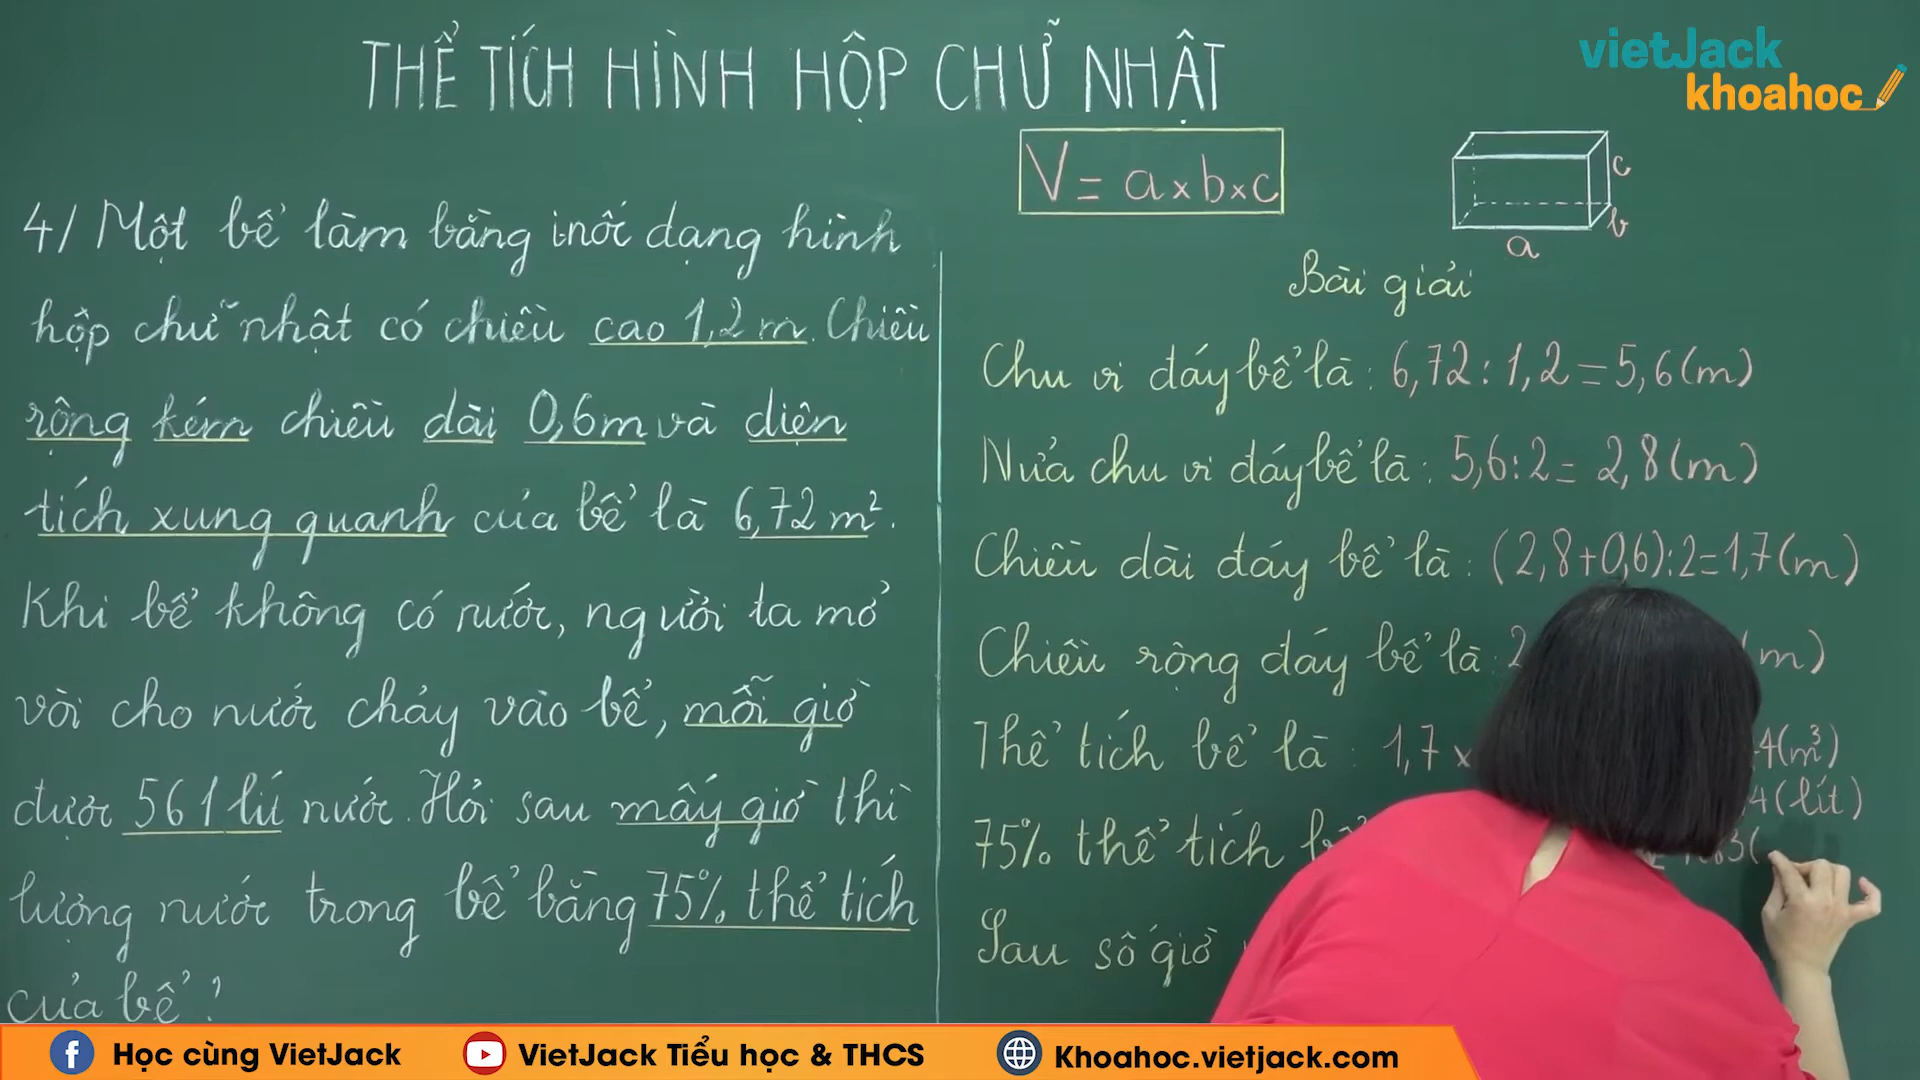 THỂ TÍCH HÌNH HỘP CHỮ NHẬT
vietJack
khoahoc
V = a x b x c
c
b
a
4/ Một bể làm bằng inốc dạng hình
hộp chữ nhật có chiều cao 1,2 m. Chiều
rộng kém chiều dài 0,6m và diện
tích xung quanh của bể là 6,72 m².
Khi bể không có nước, người ta mở
vòi cho nước chảy vào bể, mỗi giờ
được 561 lít nước. Hỏi sau mấy giờ thì
lượng nước trong bể bằng 75% thể tích
của bể ?
Bài giải
Chu vi đáy bể là : 6,72 : 1,2 = 5,6 (m)
Nửa chu vi đáy bể là : 5,6 : 2 = 2,8 (m)
Chiều dài đáy bể là : (2,8 + 0,6) : 2 = 1,7 (m)
Chiều rộng đáy bể là : 2 m)
Thể tích bể là : 1,7 x 4 (m³)
4 (lít)
75% thể tích 3 (
Sau số giờ
Học cùng VietJack
VietJack Tiểu học & THCS
Khoahoc.vietjack.com